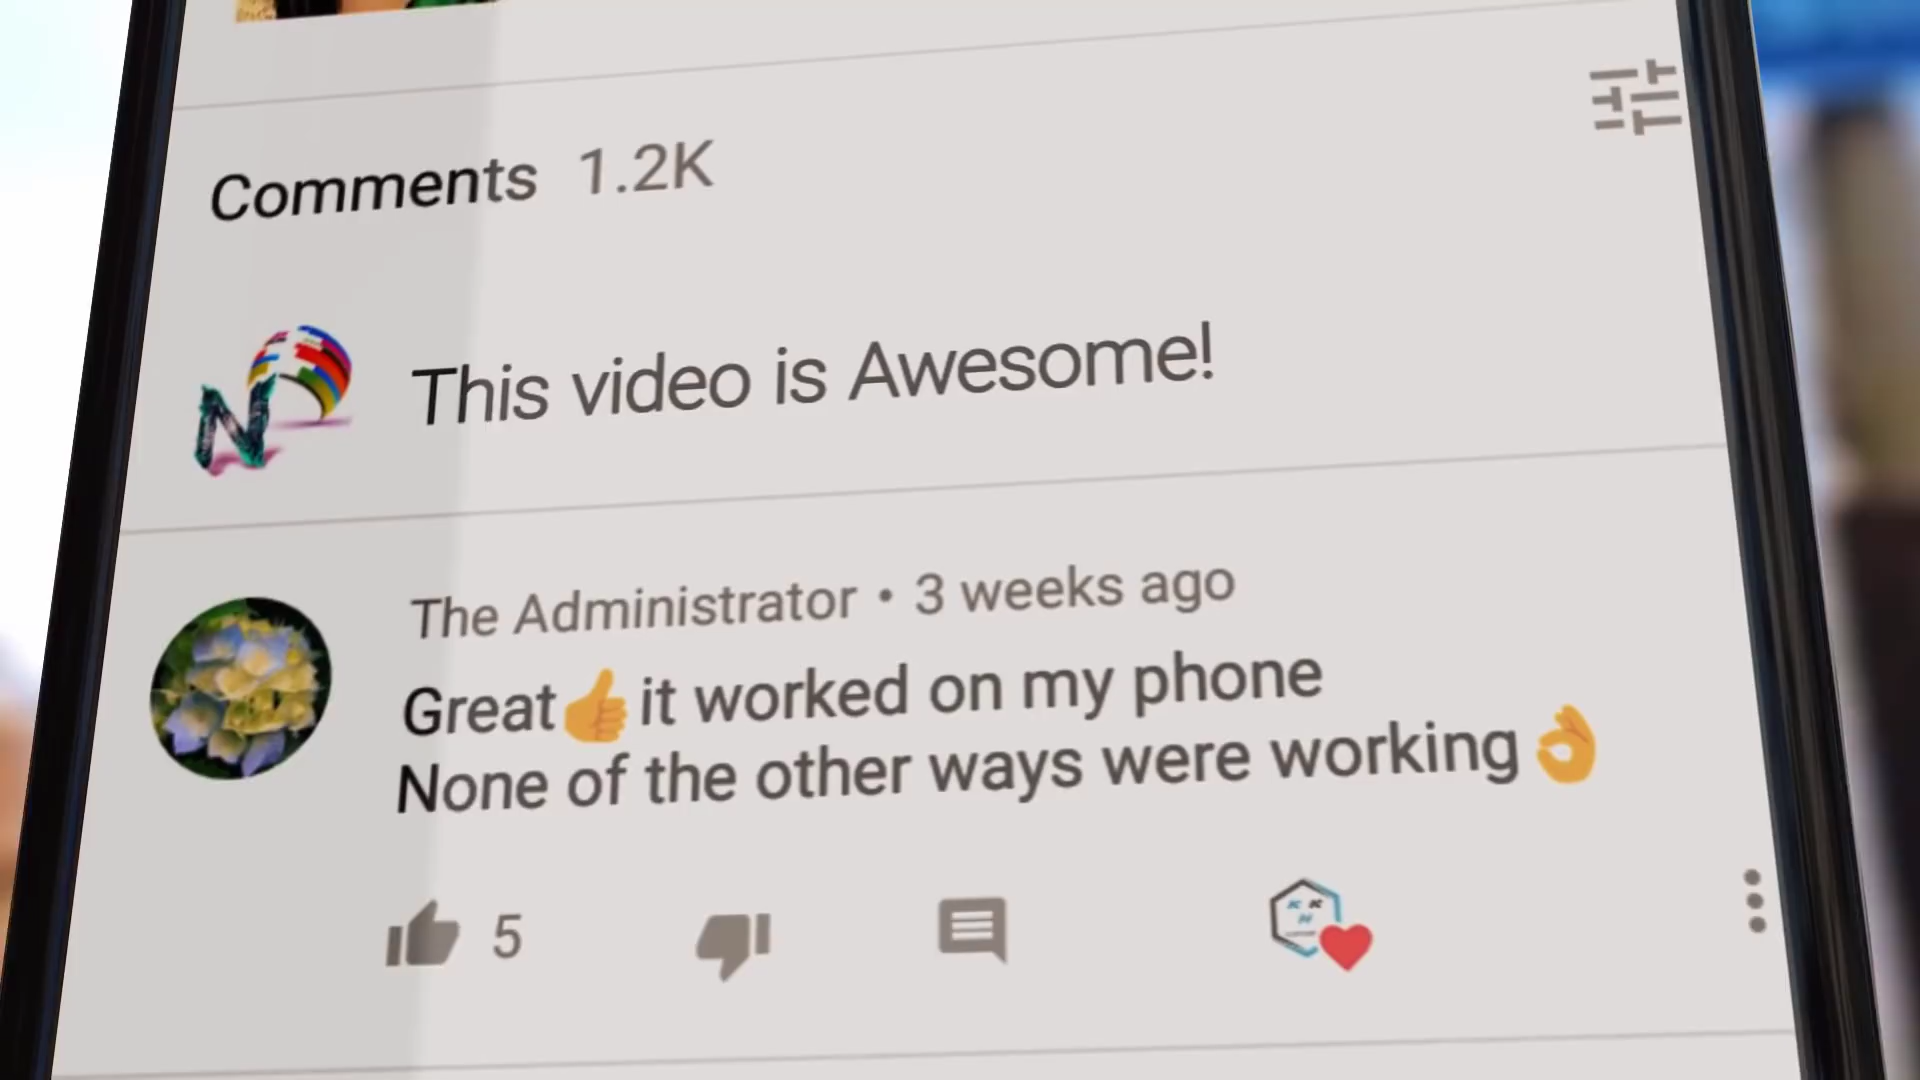 Comments 1.2K
This video is Awesome!
The Administrator • 3 weeks ago
Great👍it worked on my phone
None of the other ways were working👌
5